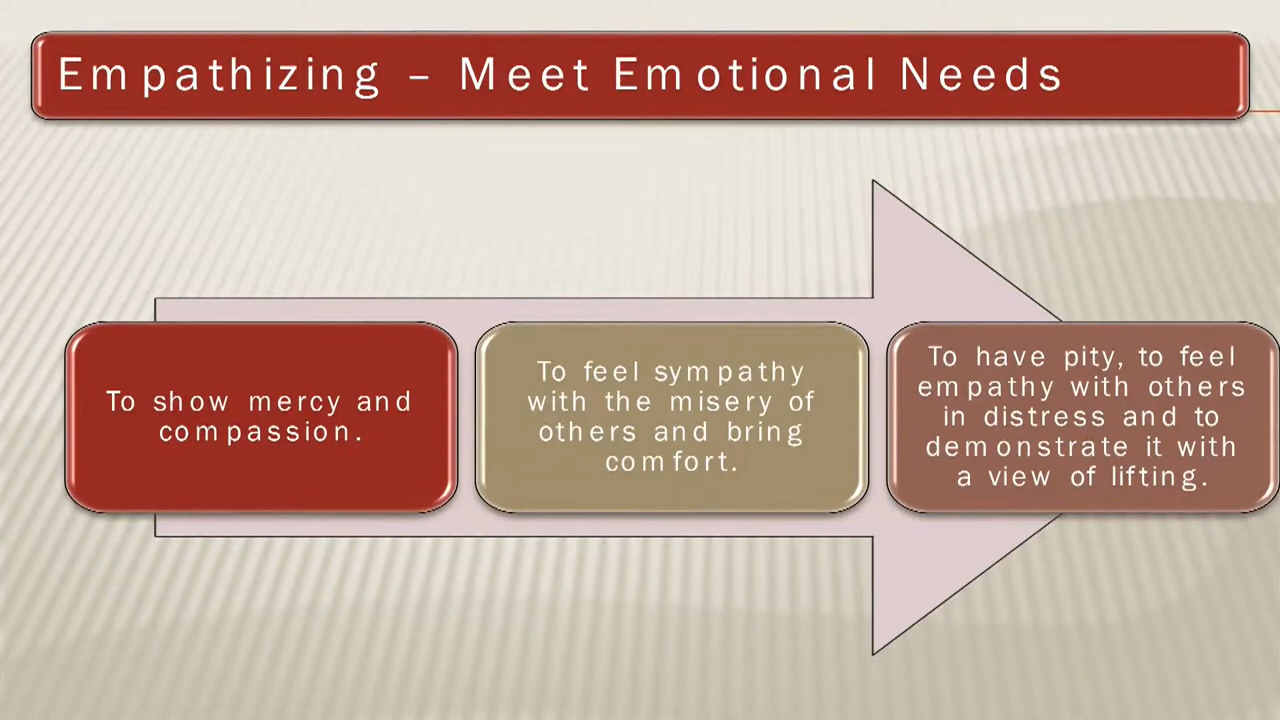 Empathizing – Meet Emotional Needs
To show mercy and
compassion.
To feel sympathy
with the misery of
others and bring
comfort.
To have pity, to feel
empathy with others
in distress and to
demonstrate it with
a view of lifting.